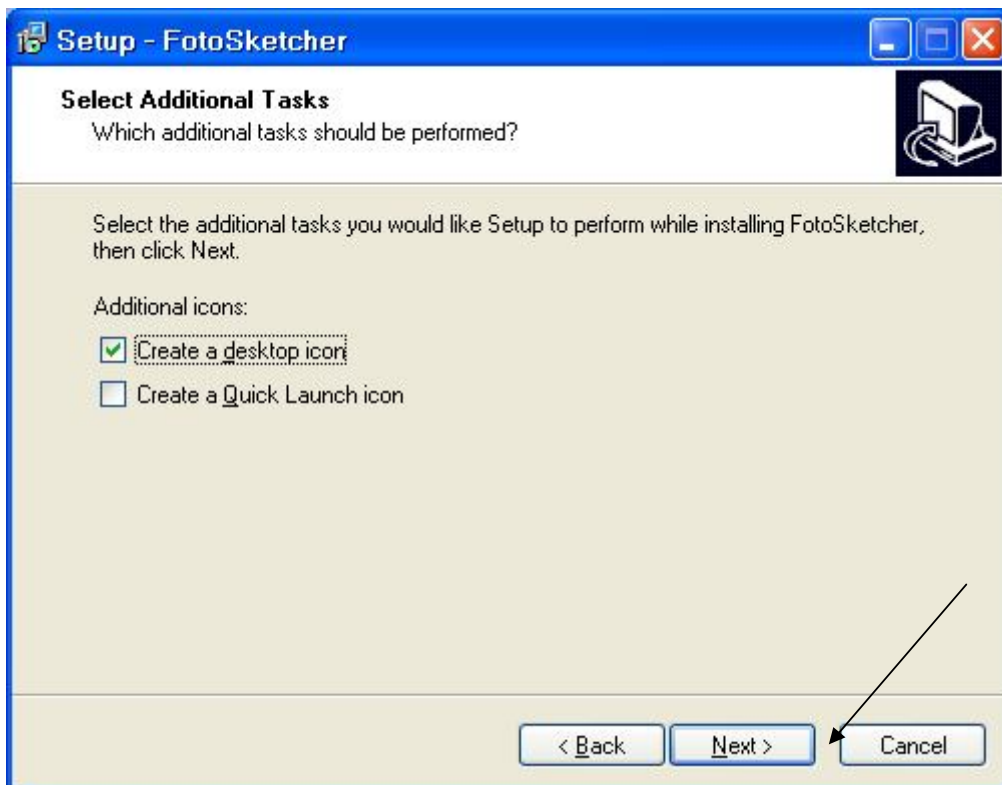 Setup - FotoSketcher
Select Additional Tasks
Which additional tasks should be performed?
Select the additional tasks you would like Setup to perform while installing FotoSketcher,
then click Next.
Additional icons:
Create a desktop icon
Create a Quick Launch icon
< Back Next > Cancel